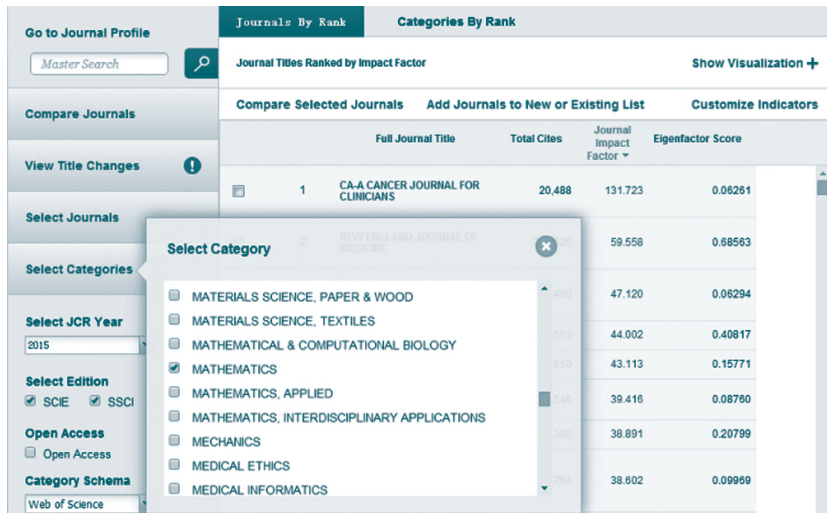 Go to Journal Profile
Master Search
Compare Journals
View Title Changes
Select Journals
Select Categories
Select JCR Year
2015
Select Edition
SCIE SSCI
Open Access
Open Access
Category Schema
Web of Science
Journals By Rank Categories By Rank
Journal Titles Ranked by Impact Factor Show Visualization +
Compare Selected Journals Add Journals to New or Existing List Customize Indicators
Full Journal Title Total Cites Journal Impact Factor Eigenfactor Score
1 CA-A CANCER JOURNAL FOR CLINICIANS 20,488 131.723 0.06261
2 NEW ENGLAND JOURNAL OF MEDICINE 59.558 0.68563
47.120 0.06294
44.002 0.40817
43.113 0.15771
39.416 0.08760
38.891 0.20799
38.602 0.09969
Select Category
MATERIALS SCIENCE, PAPER & WOOD
MATERIALS SCIENCE, TEXTILES
MATHEMATICAL & COMPUTATIONAL BIOLOGY
MATHEMATICS
MATHEMATICS, APPLIED
MATHEMATICS, INTERDISCIPLINARY APPLICATIONS
MECHANICS
MEDICAL ETHICS
MEDICAL INFORMATICS